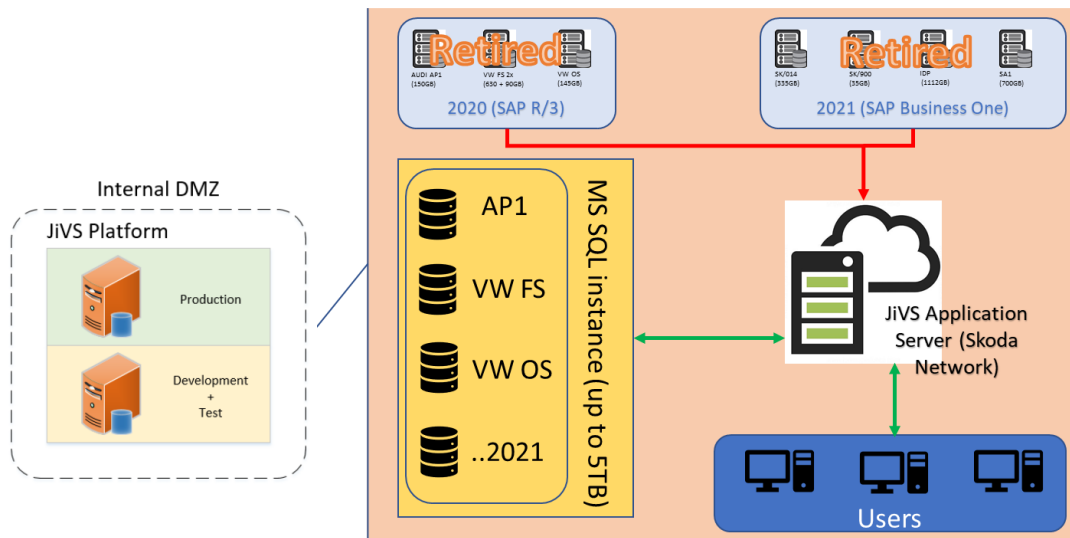 Internal DMZ
JiVS Platform
Production
Development
+
Test
Retired
AUDI AP1
(150GB)
VW FS 2x
(630 + 90GB)
VW OS
(145GB)
2020 (SAP R/3)
Retired
SK/014
(335GB)
SK/900
(35GB)
IDP
(1112GB)
SA1
(700GB)
2021 (SAP Business One)
AP1
VW FS
VW OS
..2021
MS SQL instance (up to 5TB)
JiVS Application
Server (Skoda
Network)
Users